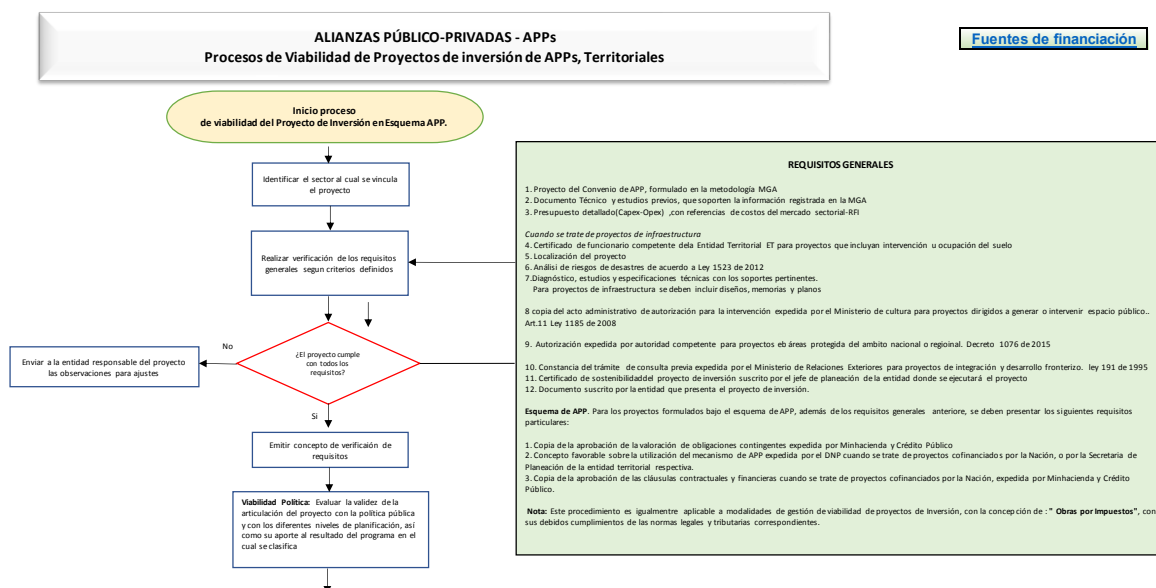 ALIANZAS PÚBLICO-PRIVADAS - APPs
Procesos de Viabilidad de Proyectos de inversión de APPs, Territoriales
Fuentes de financiación
Inicio proceso
de viabilidad del Proyecto de Inversión en Esquema APP.
Identificar el sector al cual se vincula
el proyecto
Realizar verificación de los requisitos
generales segun criterios definidos
¿El proyecto cumple
con todos los
requisitos?
No
Enviar a la entidad responsable del proyecto
las observaciones para ajustes
Si
Emitir concepto de verificaión de
requisitos
Viabilidad Política: Evaluar la validez de la
articulación del proyecto con la política pública
y con los diferentes niveles de planificación, así
como su aporte al resultado del programa en el
cual se clasifica
REQUISITOS GENERALES
1. Proyecto del Convenio de APP, formulado en la metodología MGA
2. Documento Técnico y estudios previos, que soporten la información registrada en la MGA
3. Presupuesto detallado(Capex-Opex) ,con referencias de costos del mercado sectorial-RFI
Cuando se trate de proyectos de infraestructura
4. Certificado de funcionario competente dela Entidad Territorial ET para proyectos que incluyan intervención u ocupación del suelo
5. Localización del proyecto
6. Análisi de riesgos de desastres de acuerdo a Ley 1523 de 2012
7.Diagnóstico, estudios y especificaciones técnicas con los soportes pertinentes.
Para proyectos de infraestructura se deben incluir diseños, memorias y planos
8 copia del acto administrativo de autorización para la intervención expedida por el Ministerio de cultura para proyectos dirigidos a generar o intervenir espacio público..
Art.11 Ley 1185 de 2008
9. Autorización expedida por autoridad competente para proyectos eb áreas protegida del ambito nacional o regioinal. Decreto 1076 de 2015
10. Constancia del trámite de consulta previa expedida por el Ministerio de Relaciones Exteriores para proyectos de integración y desarrollo fronterizo. ley 191 de 1995
11. Certificado de sostenibilidaddel proyecto de inversión suscrito por el jefe de planeación de la entidad donde se ejecutará el proyecto
12. Documento suscrito por la entidad que presenta el proyecto de inversión.
Esquema de APP. Para los proyectos formulados bajo el esquema de APP, además de los requisitos generales anteriore, se deben presentar los siguientes requisitos
particulares:
1. Copia de la aprobación de la valoración de obligaciones contingentes expedida por Minhacienda y Crédito Público
2. Concepto favorable sobre la utilización del mecanismo de APP expedida por el DNP cuando se trate de proyectos cofinanciados por la Nación, o por la Secretaria de
Planeación de la entidad territorial respectiva.
3. Copia de la aprobación de las cláusulas contractuales y financieras cuando se trate de proyectos cofinanciados por la Nación, expedida por Minhacienda y Crédito
Público.
Nota: Este procedimiento es igualmentre aplicable a modalidades de gestión de viabilidad de proyectos de Inversión, con la concepción de : " Obras por Impuestos", con
sus debidos cumplimientos de las normas legales y tributarias correspondientes.